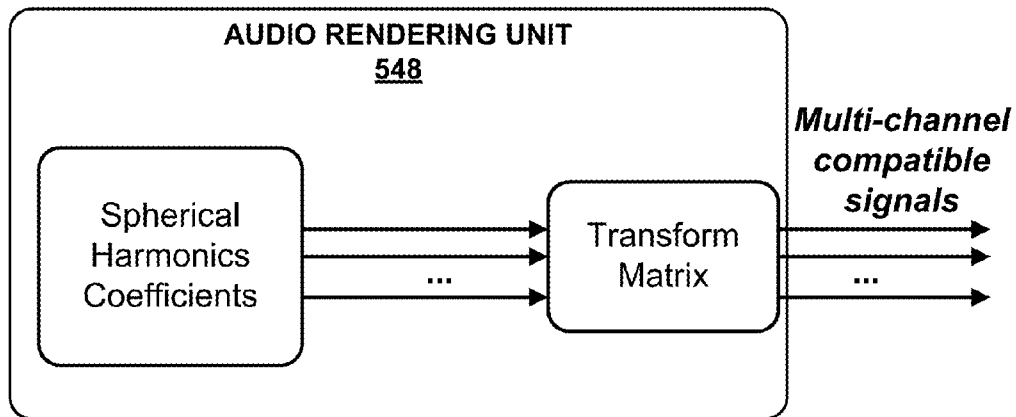 AUDIO RENDERING UNIT
548
Multi-channel
compatible
signals
Spherical
Harmonics
Coefficients
...
Transform
Matrix
...